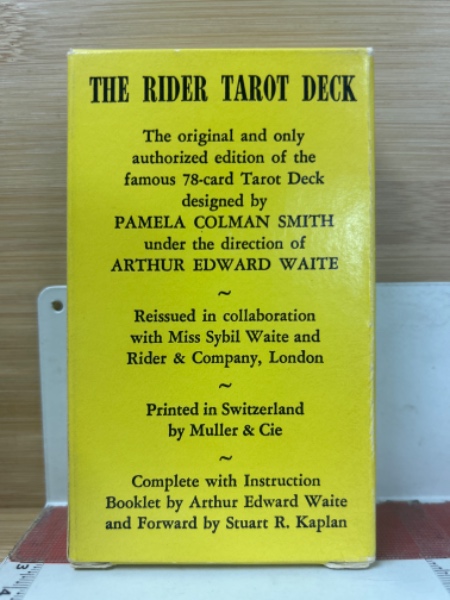 THE RIDER TAROT DECK
The original and only
authorized edition of the
famous 78-card Tarot Deck
designed by
PAMELA COLMAN SMITH
under the direction of
ARTHUR EDWARD WAITE
~
Reissued in collaboration
with Miss Sybil Waite and
Rider & Company, London
~
Printed in Switzerland
by Muller & Cie
~
Complete with Instruction
Booklet by Arthur Edward Waite
and Forward by Stuart R. Kaplan
3
4